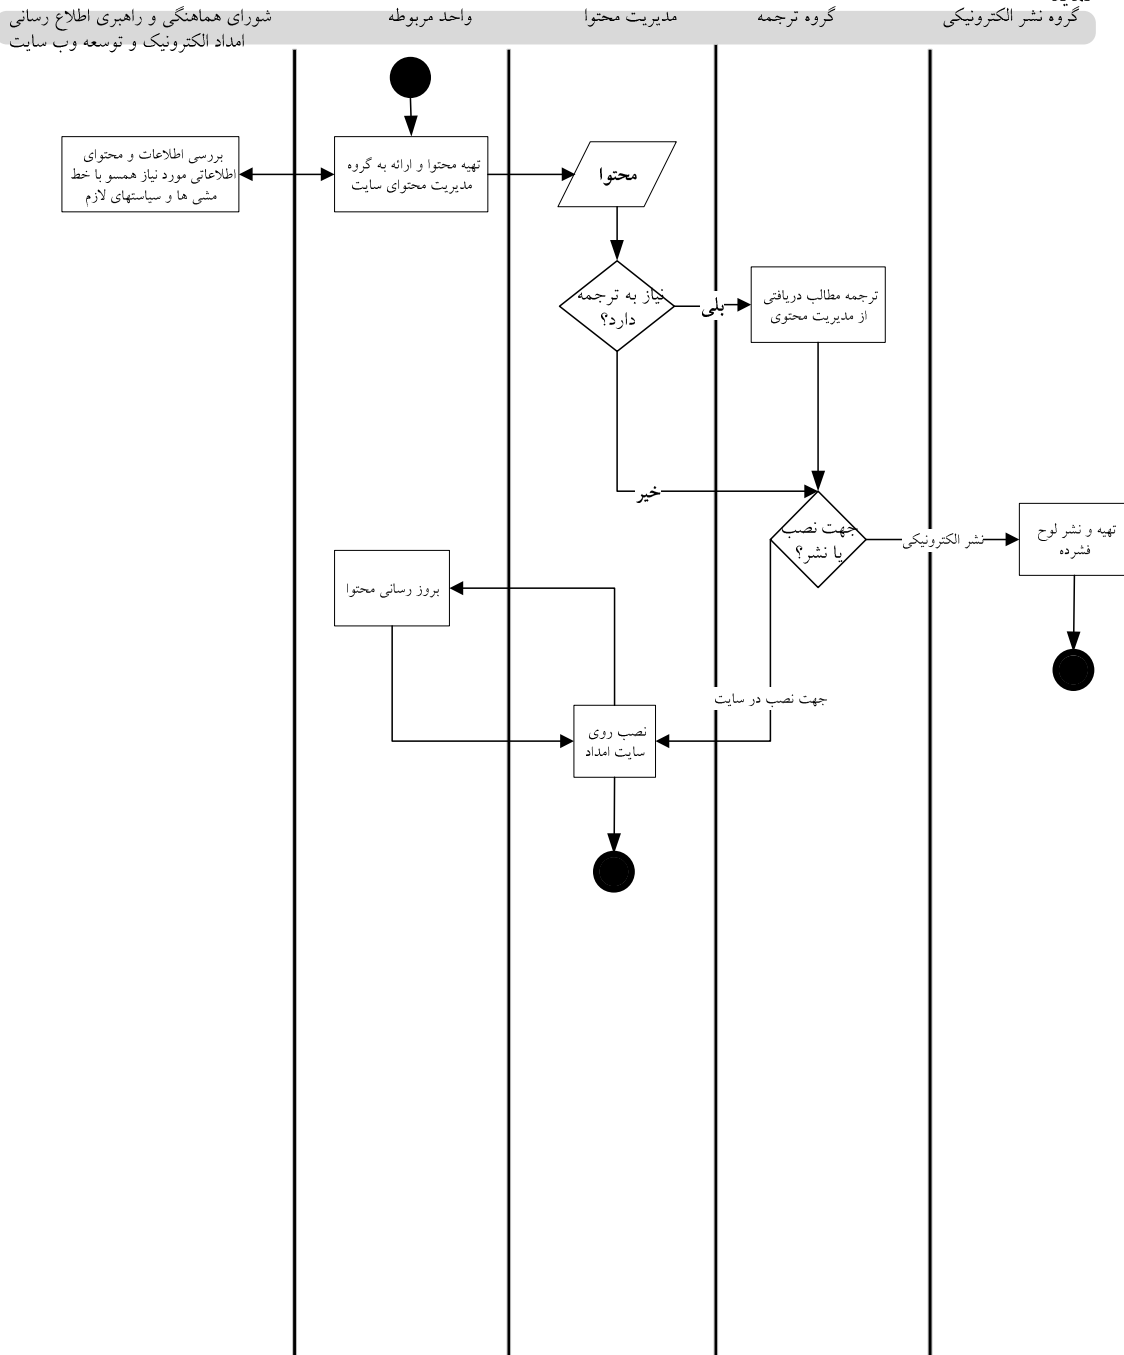 گروه نشر الکترونیکی
گروه ترجمه
مدیریت محتوا
واحد مربوطه
شورای هماهنگی و راهبری اطلاع رسانی
امداد الکترونیک و توسعه وب سایت
بررسی اطلاعات و محتوای
اطلاعاتی مورد نیاز همسو با خط
مشی ها و سیاستهای لازم
تهیه محتوا و ارائه به گروه
مدیریت محتوای سایت
محتوا
نیاز به ترجمه
دارد؟
بلی
ترجمه مطالب دریافتی
از مدیریت محتوی
خیر
جهت نصب
یا نشر؟
نشر الکترونیکی
تهیه و نشر لوح
فشرده
بروز رسانی محتوا
جهت نصب در سایت
نصب روی
سایت امداد